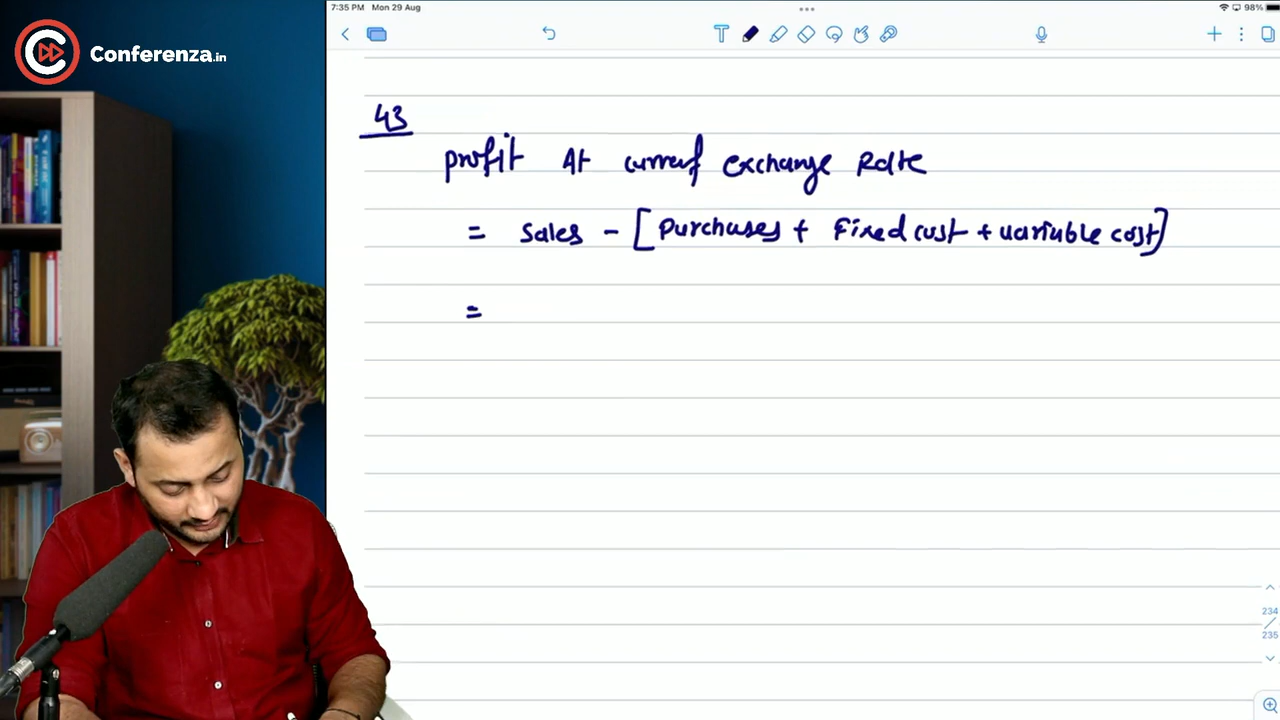 7:35 PM Mon 29 Aug
98%
Conferenza.in
43
Profit At current exchange Rate
= Sales - [Purchases + Fixed cost + variable cost]
=
234
235